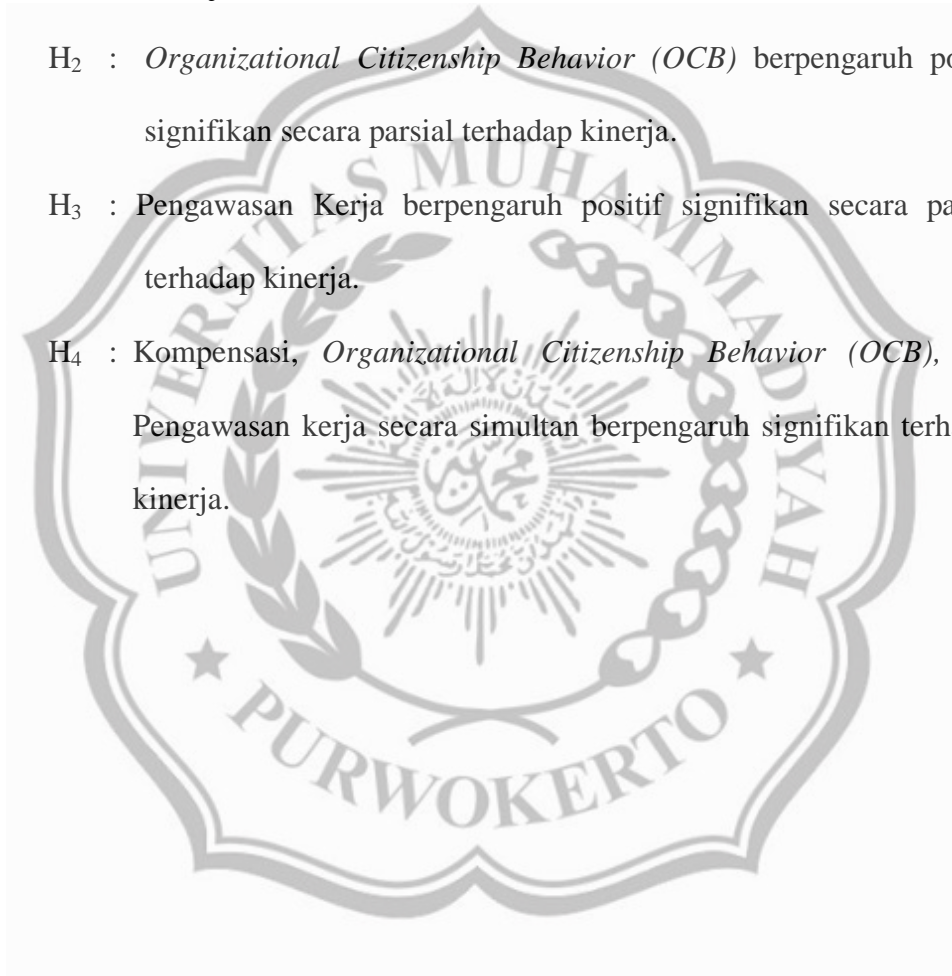 H₂ : Organizational Citizenship Behavior (OCB) berpengaruh po
signifikan secara parsial terhadap kinerja.
H₃ : Pengawasan Kerja berpengaruh positif signifikan secara pa
terhadap kinerja.
H₄ : Kompensasi, Organizational Citizenship Behavior (OCB),
Pengawasan kerja secara simultan berpengaruh signifikan terh
kinerja.
UNIVERSITAS MUHAMMADIYAH
PURWOKERTO